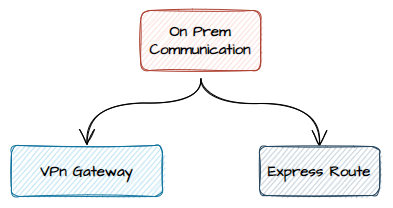 On Prem
Communication
VPn Gateway
Express Route